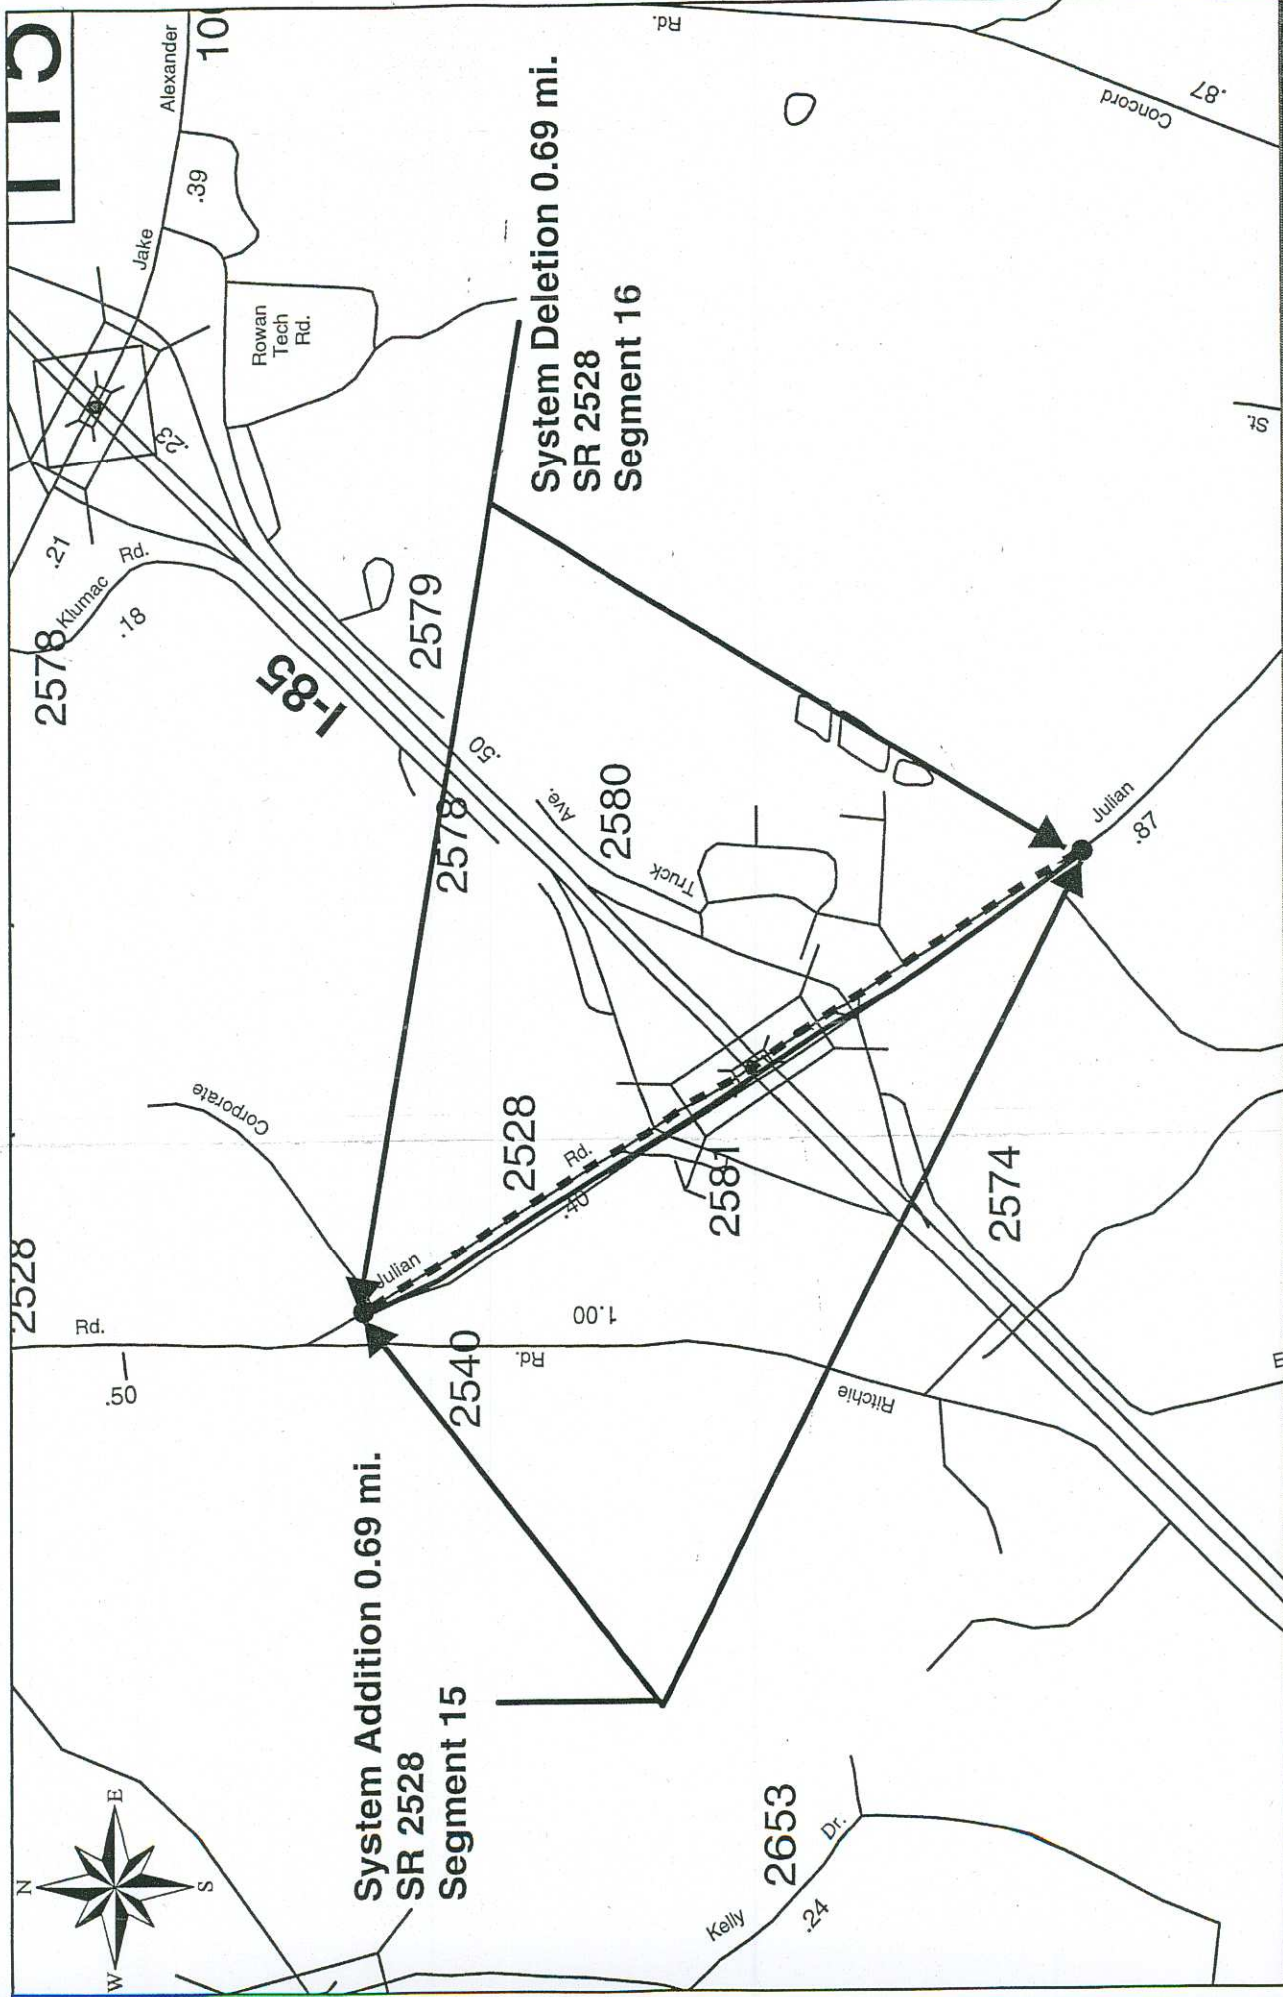 115
Alexander
10
Jake
.39
Rowan
Tech
Rd.
Rd.
Concord
.87
System Deletion 0.69 mi.
SR 2528
Segment 16
.23
.21
Klumac
Rd.
.18
2578
I-85
2579
.50
2578
Ave.
2580
Truck
St.
Julian
.87
Corporate
2528
Rd.
.40
Julian
2581
2574
2528
Rd.
.50
2540
Rd.
1.00
Ritchie
System Addition 0.69 mi.
SR 2528
Segment 15
N
E
S
W
2653
Kelly
Dr.
.24